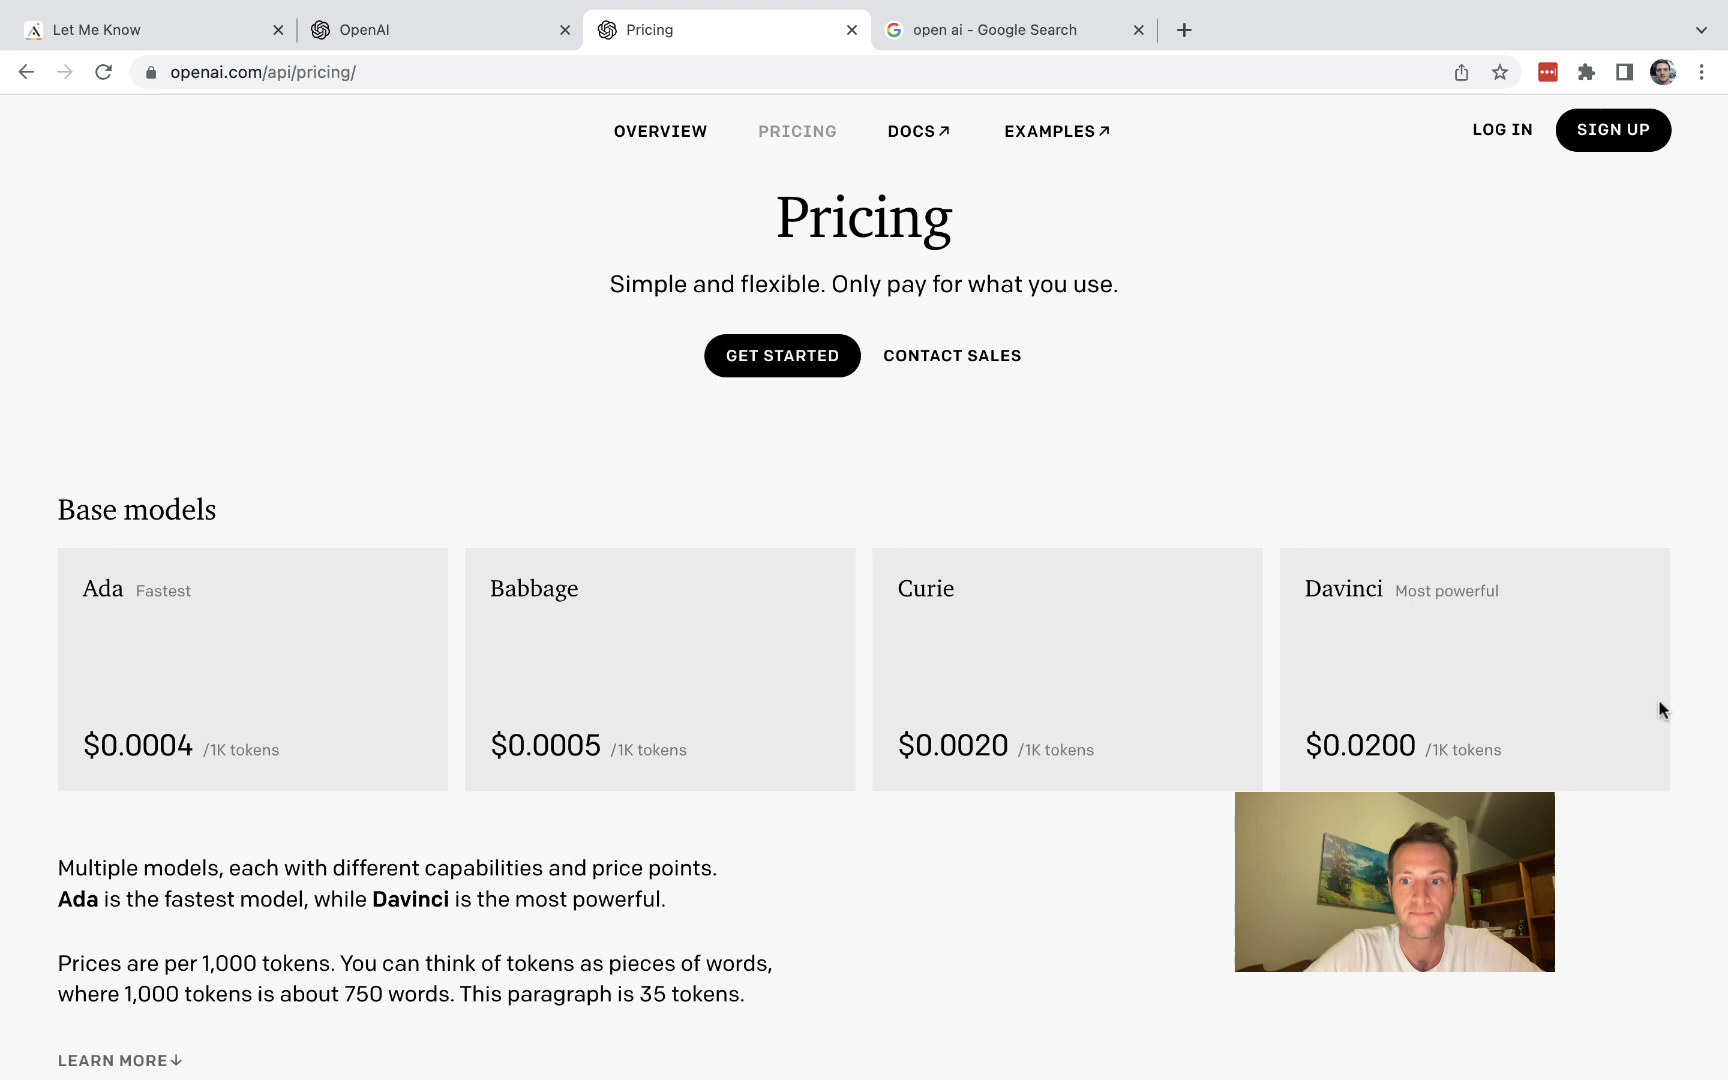 Let Me Know
OpenAI
Pricing
open ai - Google Search
openai.com/api/pricing/
OVERVIEW
PRICING
DOCS↗
EXAMPLES↗
LOG IN
SIGN UP
Pricing
Simple and flexible. Only pay for what you use.
GET STARTED
CONTACT SALES
Base models
Ada Fastest
$0.0004 /1K tokens
Babbage
$0.0005 /1K tokens
Curie
$0.0020 /1K tokens
Davinci Most powerful
$0.0200 /1K tokens
Multiple models, each with different capabilities and price points.
Ada is the fastest model, while Davinci is the most powerful.
Prices are per 1,000 tokens. You can think of tokens as pieces of words,
where 1,000 tokens is about 750 words. This paragraph is 35 tokens.
LEARN MORE↓